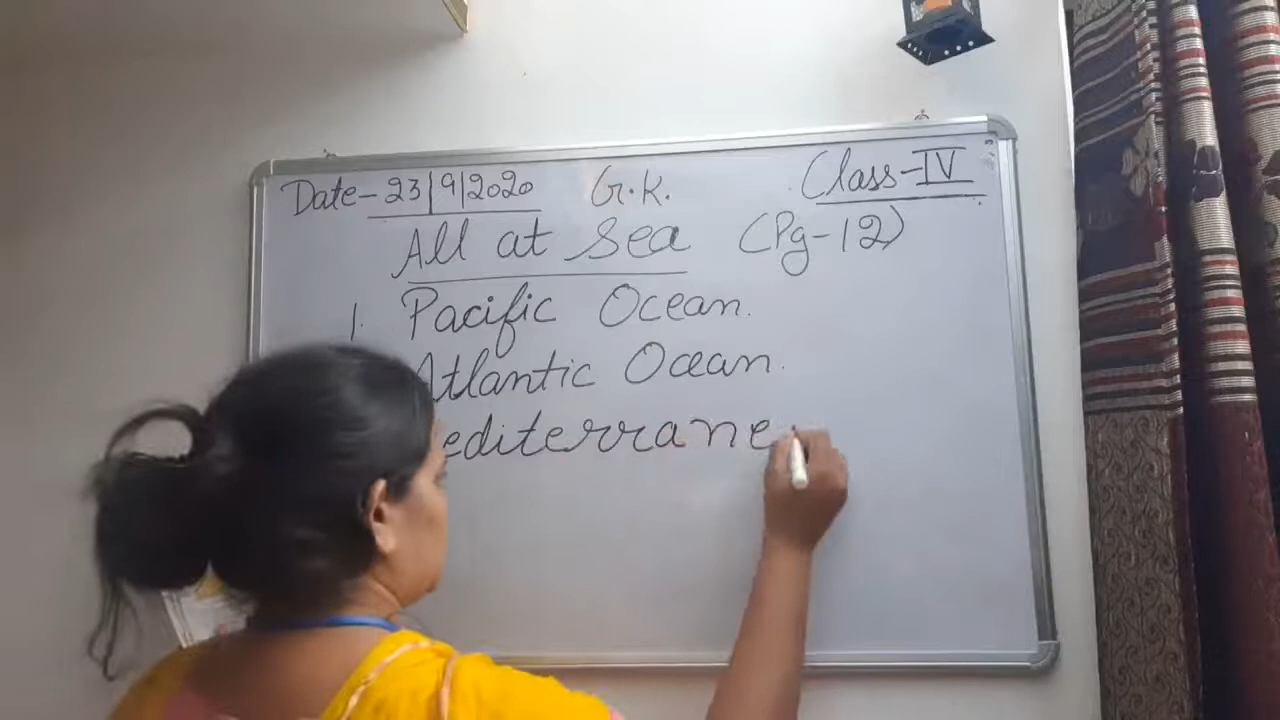 Date-23/9/2020 G.K. Class-IV
All at Sea (Pg-12)
1. Pacific Ocean.
Atlantic Ocean.
editerrane